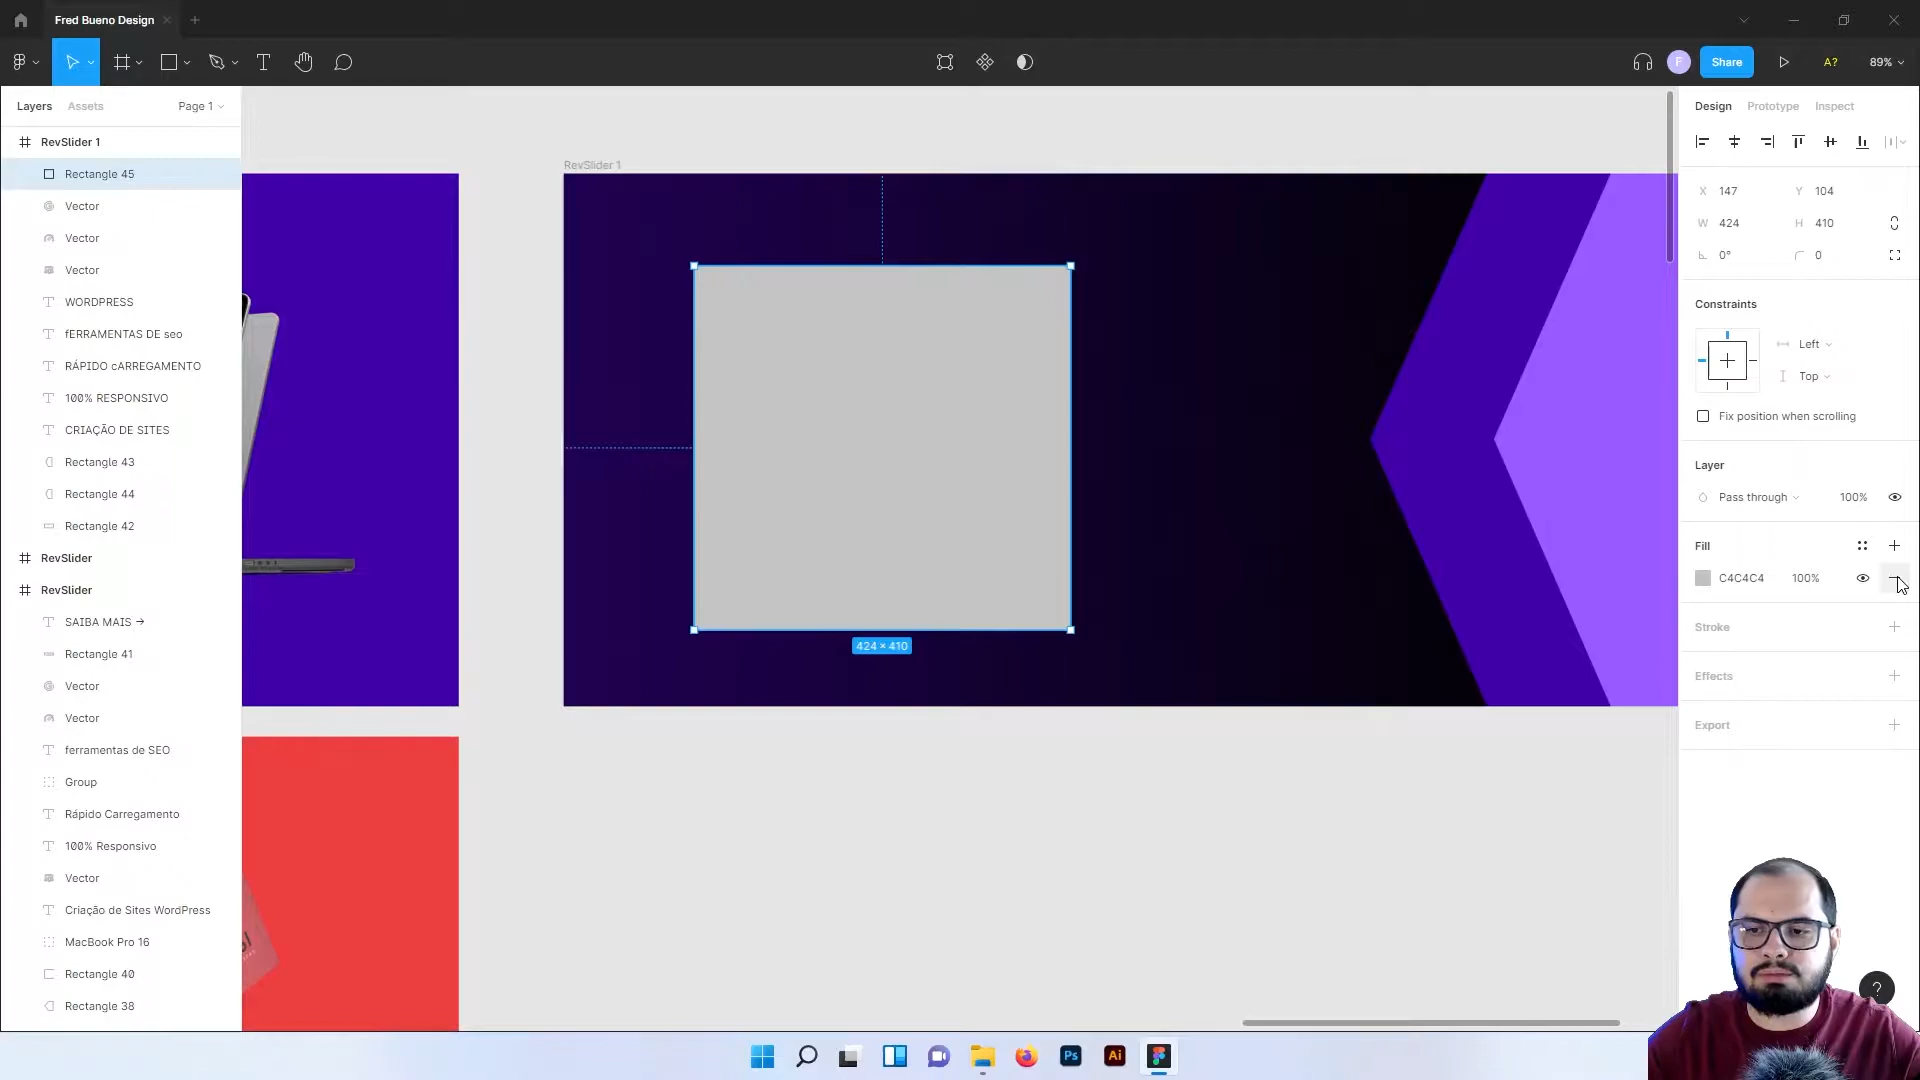 Fred Bueno Design
Share
F
A?
89%
Layers
Assets
Page 1
RevSlider 1
Rectangle 45
Vector
Vector
Vector
WORDPRESS
fERRAMENTAS DE seo
RÁPIDO cARREGAMENTO
100% RESPONSIVO
CRIAÇÃO DE SITES
Rectangle 43
Rectangle 44
Rectangle 42
RevSlider
RevSlider
SAIBA MAIS →
Rectangle 41
Vector
Vector
ferramentas de SEO
Group
Rápido Carregamento
100% Responsivo
Vector
Criação de Sites WordPress
MacBook Pro 16
Rectangle 40
Rectangle 38
RevSlider 1
424 × 410
Design
Prototype
Inspect
X 147
Y 104
W 424
H 410
0°
0
Constraints
Left
Top
Fix position when scrolling
Layer
Pass through
100%
Fill
C4C4C4
100%
Stroke
Effects
Export
?
Ps
Ai